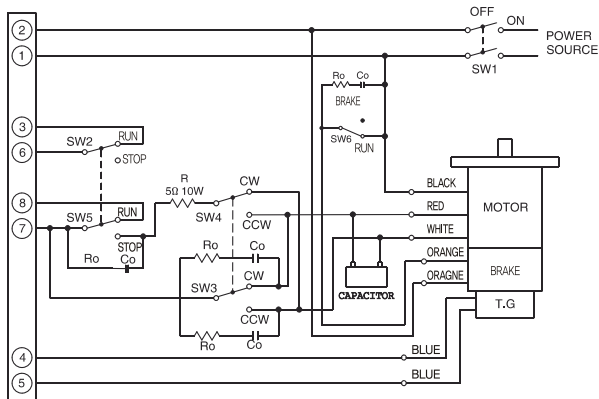 OFF
ON
2
POWER
SOURCE
1
SW1
Ro Co
BRAKE
3
RUN
SW2
SW6
RUN
6
STOP
R
5Ω 10W
CW
BLACK
8
RUN
SW4
RED
MOTOR
SW5
CCW
7
WHITE
STOP
Ro Co
Ro Co
ORANGE
CW
BRAKE
SW3
CAPACITOR
ORAGNE
CCW
T.G
Ro Co
4
BLUE
5
BLUE